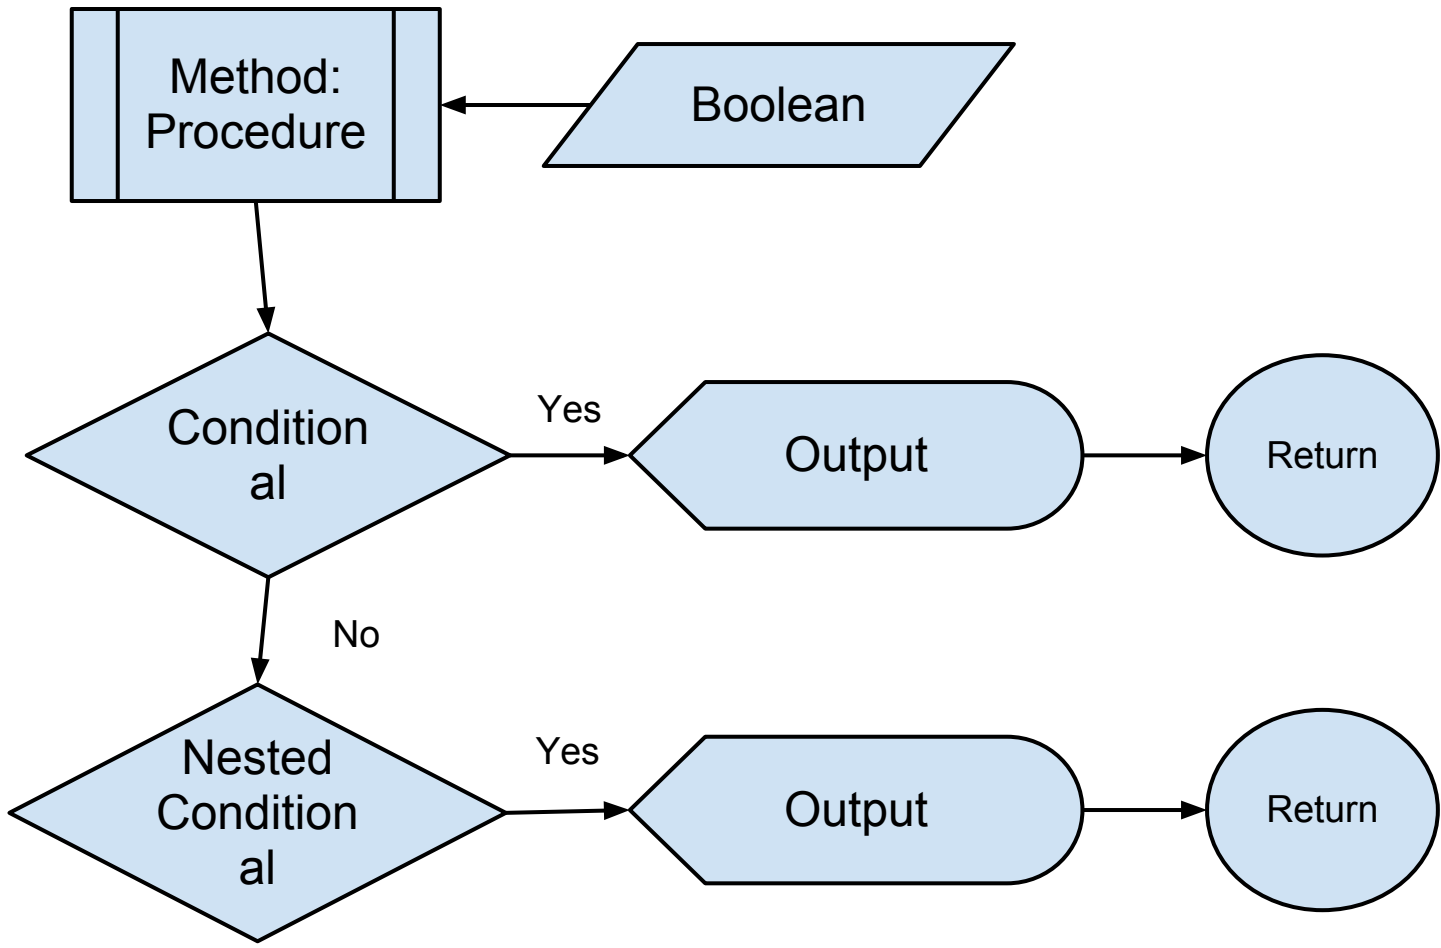 Method:
Procedure
Boolean
Condition
al
Yes
Output
Return
No
Nested
Condition
al
Yes
Output
Return